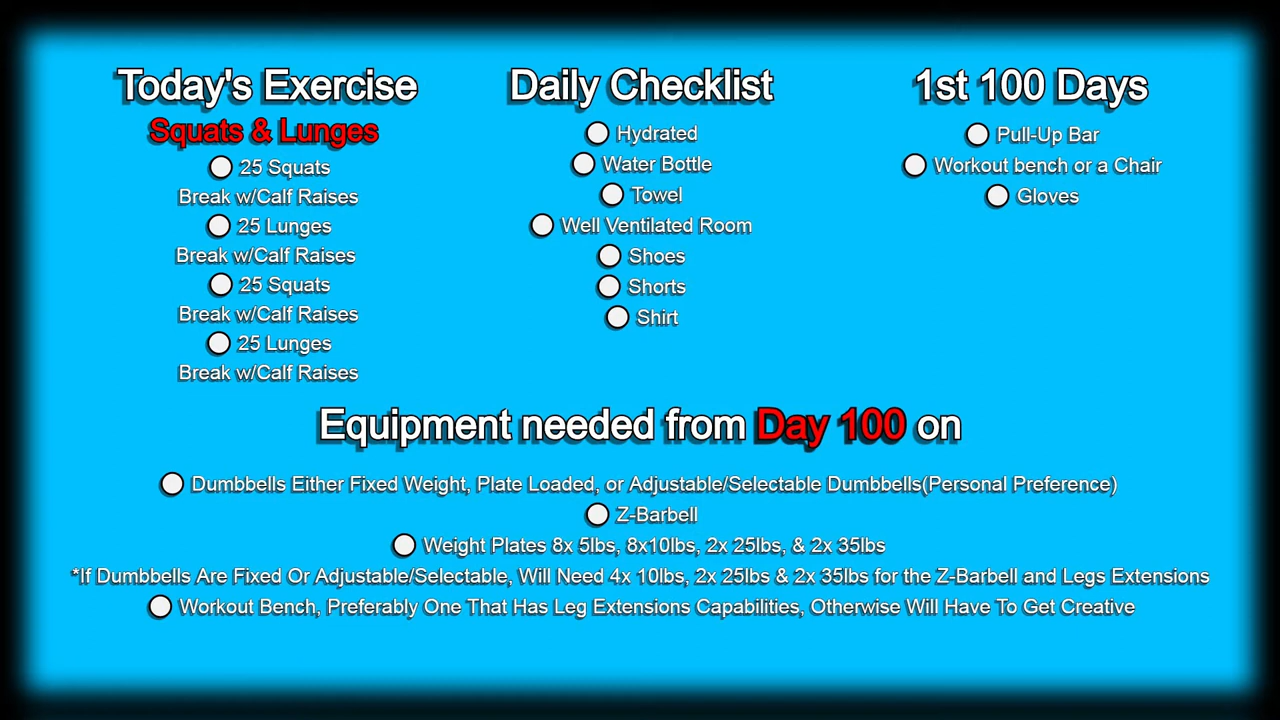 Today's Exercise
Squats & Lunges
25 Squats
Break w/Calf Raises
25 Lunges
Break w/Calf Raises
25 Squats
Break w/Calf Raises
25 Lunges
Break w/Calf Raises
Daily Checklist
Hydrated
Water Bottle
Towel
Well Ventilated Room
Shoes
Shorts
Shirt
1st 100 Days
Pull-Up Bar
Workout bench or a Chair
Gloves
Equipment needed from Day 100 on
Dumbbells Either Fixed Weight, Plate Loaded, or Adjustable/Selectable Dumbbells(Personal Preference)
Z-Barbell
Weight Plates 8x 5lbs, 8x10lbs, 2x 25lbs, & 2x 35lbs
*If Dumbbells Are Fixed Or Adjustable/Selectable, Will Need 4x 10lbs, 2x 25lbs & 2x 35lbs for the Z-Barbell and Legs Extensions
Workout Bench, Preferably One That Has Leg Extensions Capabilities, Otherwise Will Have To Get Creative